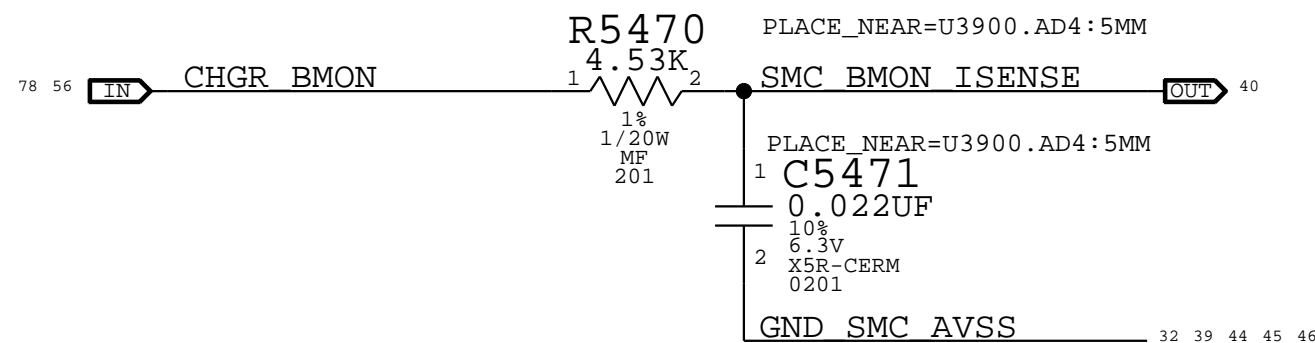 R5470
PLACE_NEAR=U3900.AD4:5MM
4.53K
78 56 IN CHGR_BMON 1 2 SMC_BMON_ISENSE OUT 40
1%
1/20W
MF
201
PLACE_NEAR=U3900.AD4:5MM
1 C5471
0.022UF
10%
6.3V
2 X5R-CERM
0201
GND_SMC_AVSS 32 39 44 45 46